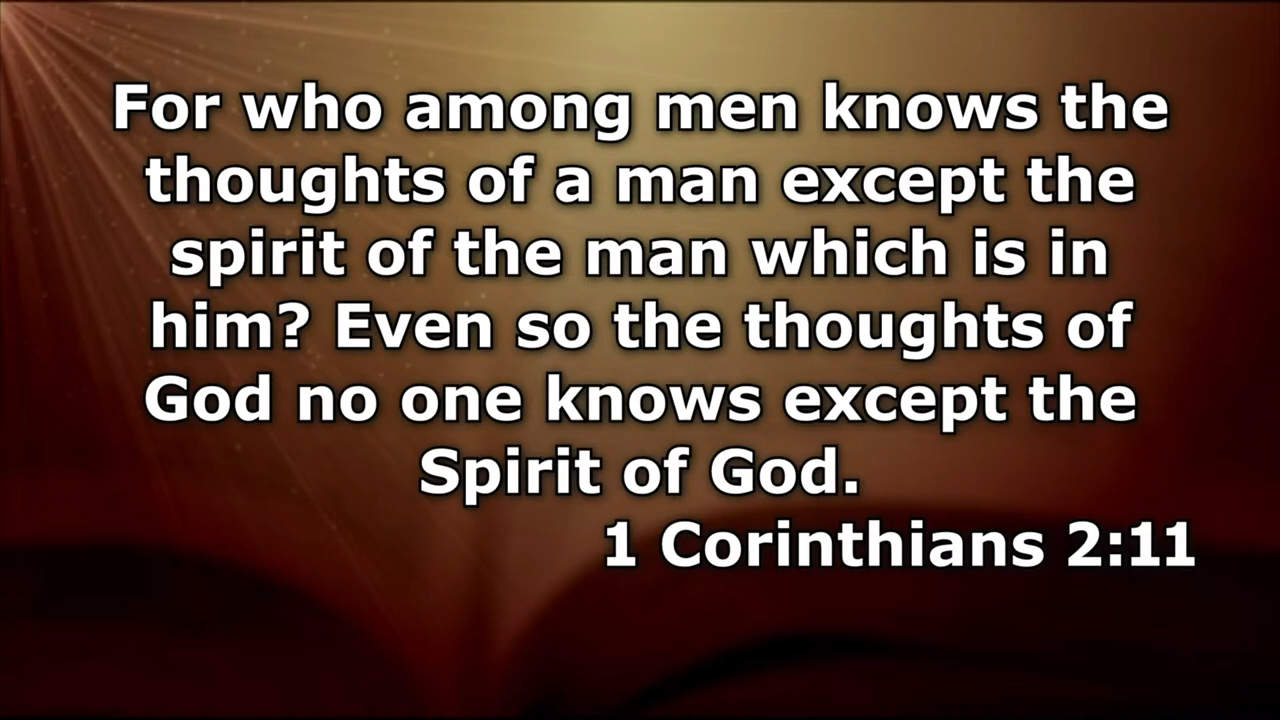 For who among men knows the
thoughts of a man except the
spirit of the man which is in
him? Even so the thoughts of
God no one knows except the
Spirit of God.
1 Corinthians 2:11